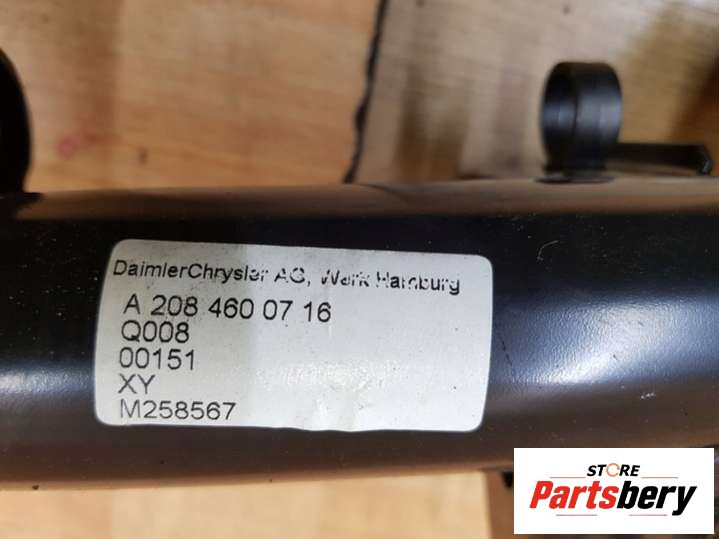 DaimlerChrysler AG, Werk Hamburg
A 208 460 07 16
Q008
00151
XY
M258567
STORE
Partsbery